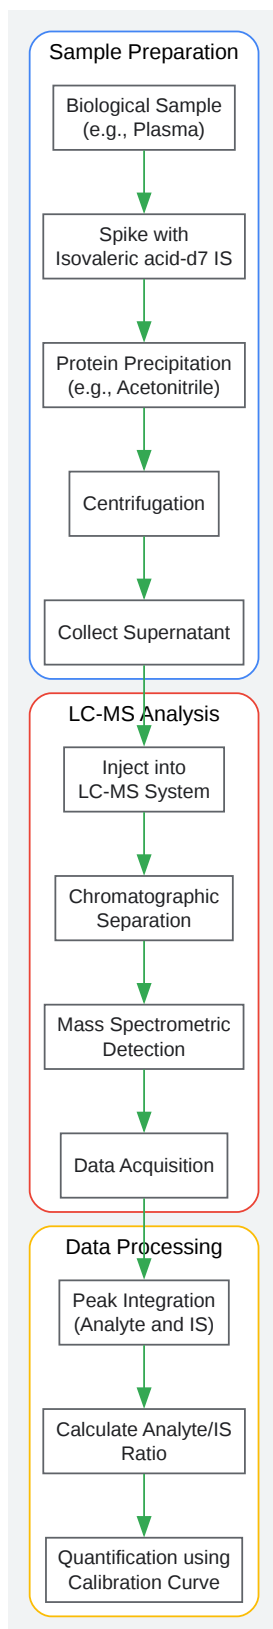 Sample Preparation
Biological Sample
(e.g., Plasma)
Spike with
Isovaleric acid-d7 IS
Protein Precipitation
(e.g., Acetonitrile)
Centrifugation
Collect Supernatant
LC-MS Analysis
Inject into
LC-MS System
Chromatographic
Separation
Mass Spectrometric
Detection
Data Acquisition
Data Processing
Peak Integration
(Analyte and IS)
Calculate Analyte/IS
Ratio
Quantification using
Calibration Curve